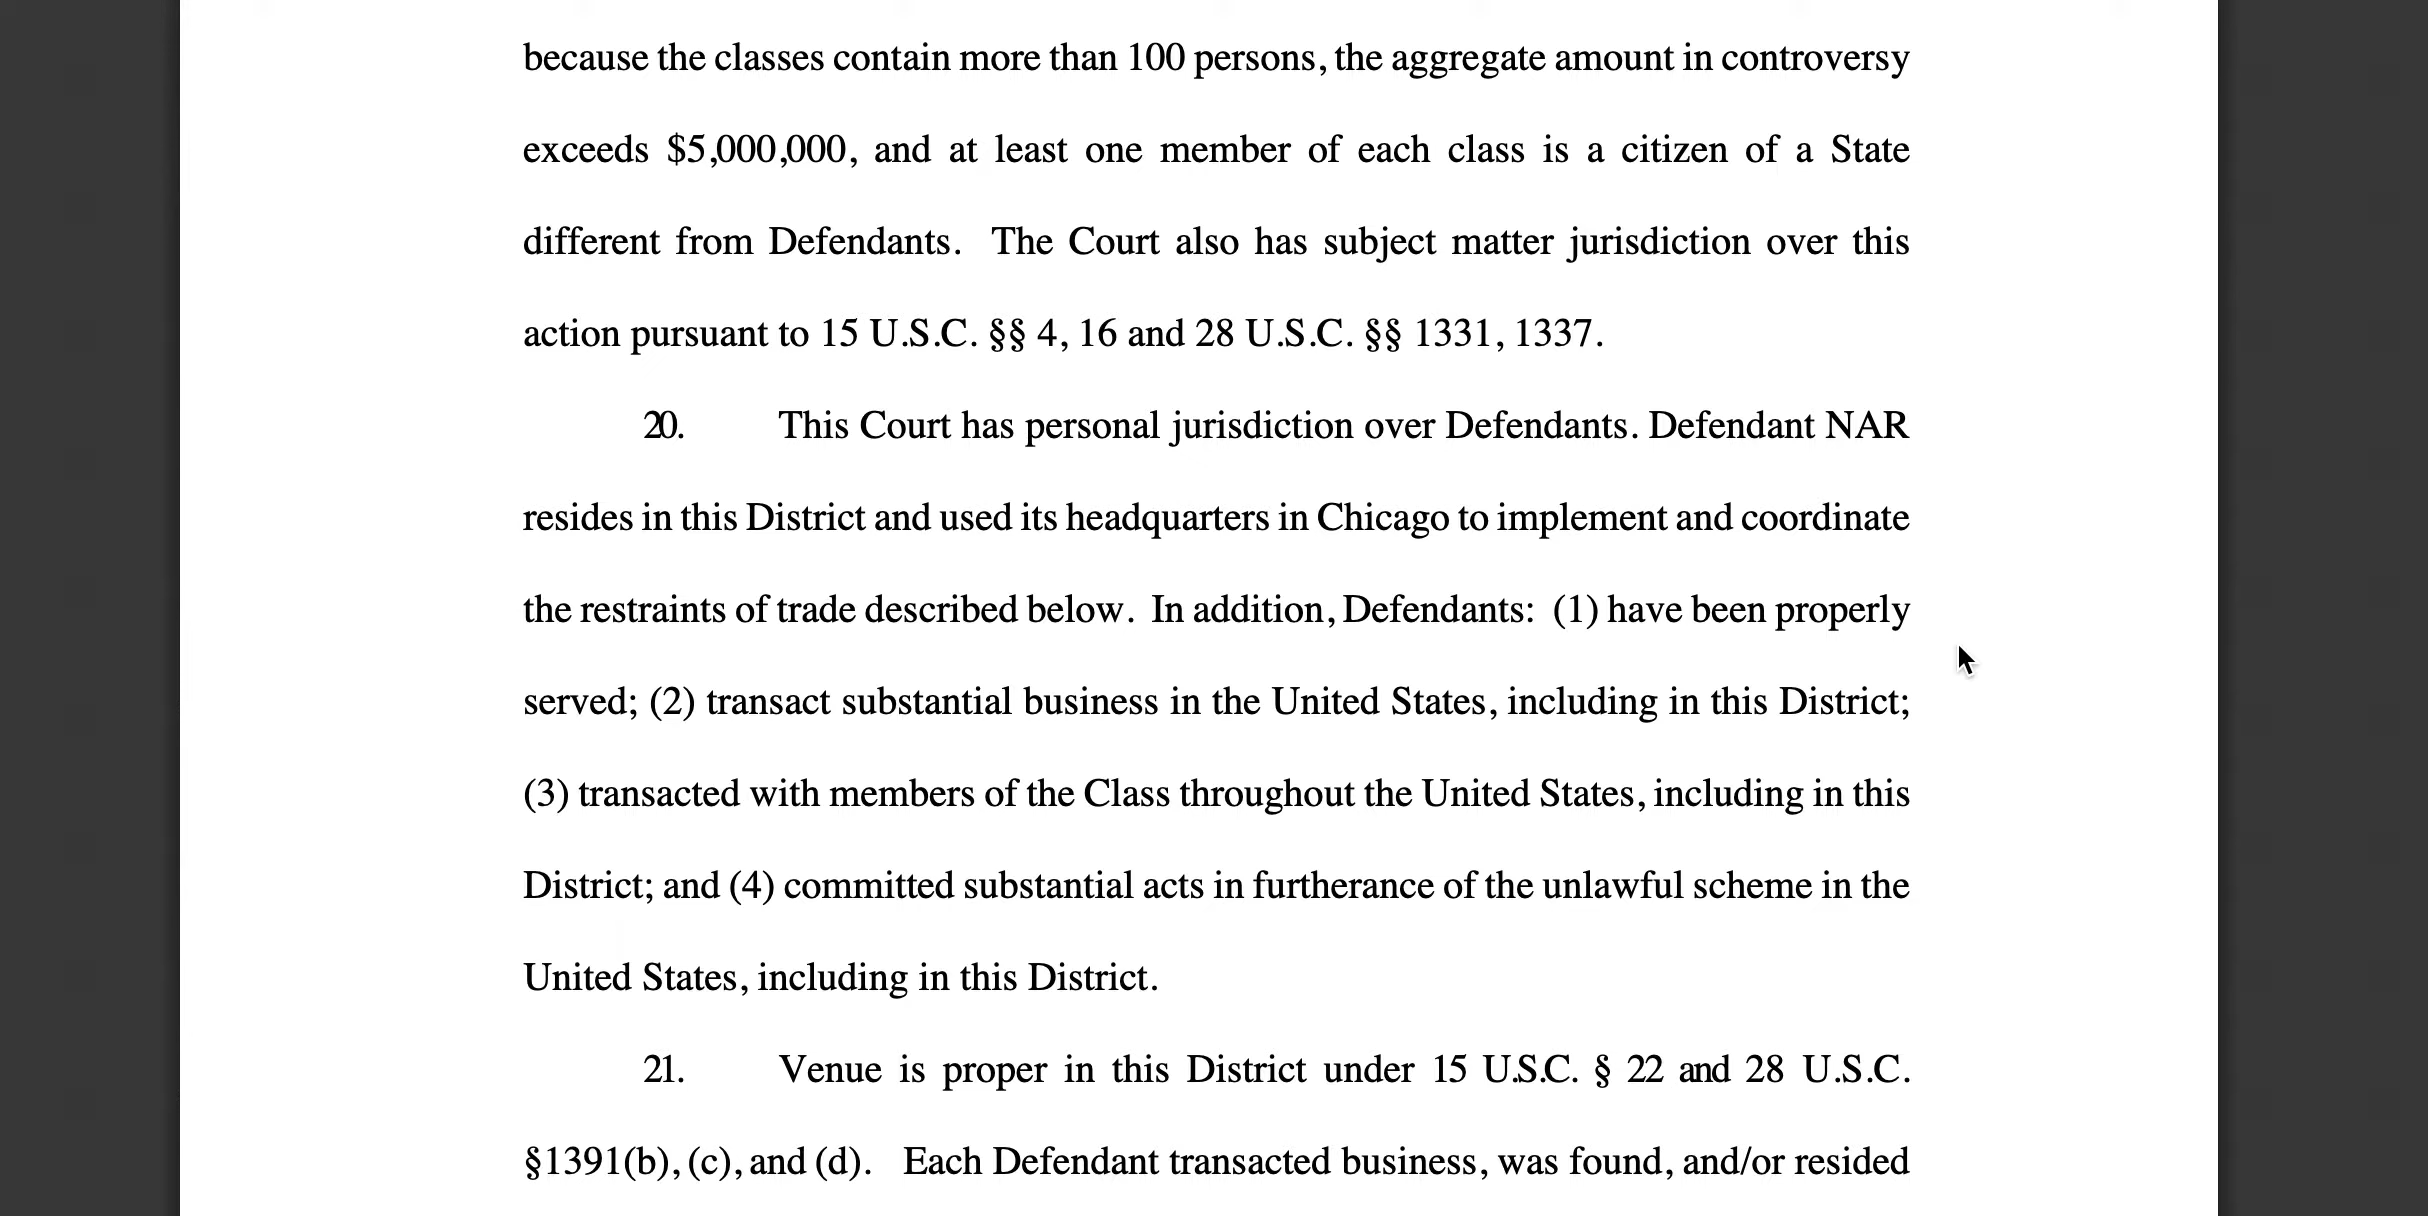 because the classes contain more than 100 persons, the aggregate amount in controversy
exceeds $5,000,000, and at least one member of each class is a citizen of a State
different from Defendants.  The Court also has subject matter jurisdiction over this
action pursuant to 15 U.S.C. §§ 4, 16 and 28 U.S.C. §§ 1331, 1337.
20. This Court has personal jurisdiction over Defendants. Defendant NAR
resides in this District and used its headquarters in Chicago to implement and coordinate
the restraints of trade described below.  In addition, Defendants:  (1) have been properly
served; (2) transact substantial business in the United States, including in this District;
(3) transacted with members of the Class throughout the United States, including in this
District; and (4) committed substantial acts in furtherance of the unlawful scheme in the
United States, including in this District.
21. Venue is proper in this District under 15 U.S.C. § 22 and 28 U.S.C.
§1391(b), (c), and (d).  Each Defendant transacted business, was found, and/or resided